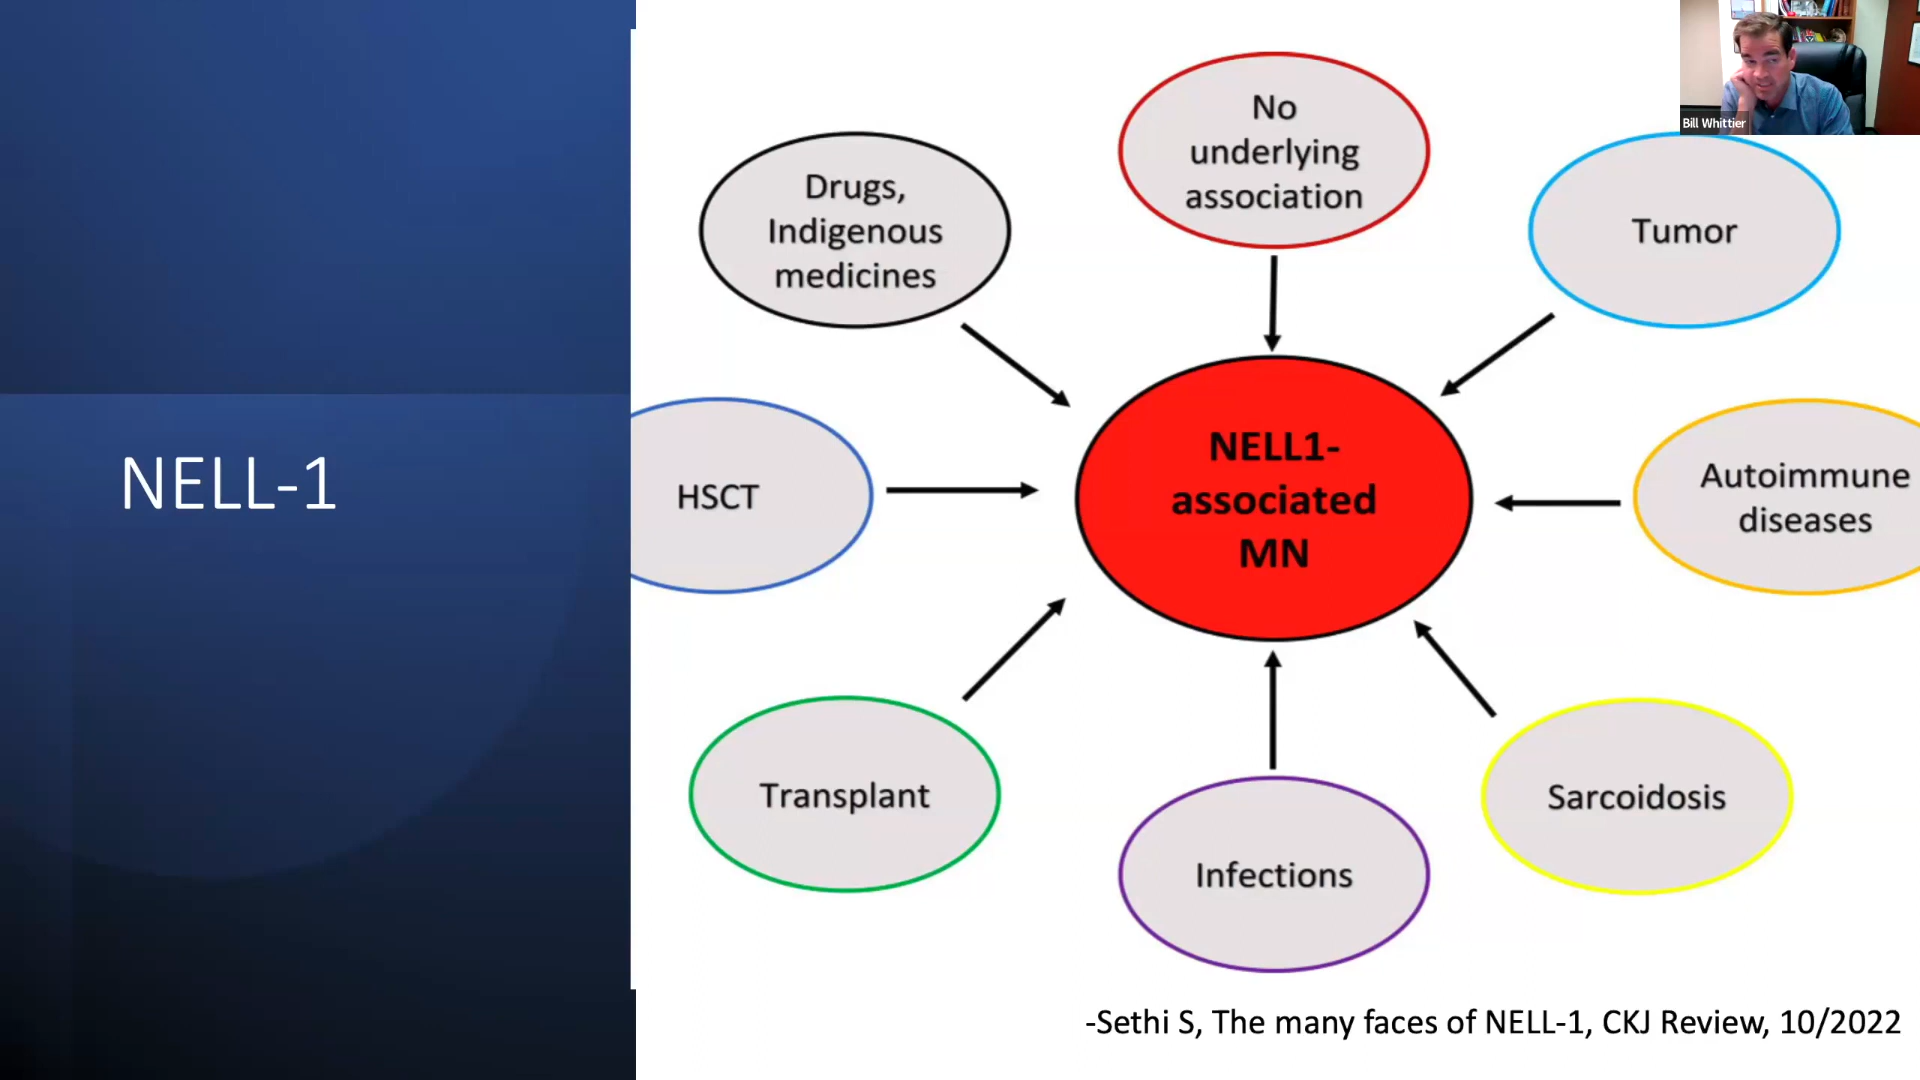 Bill Whittier
NELL-1
No
underlying
association
Drugs,
Indigenous
medicines
Tumor
HSCT
NELL1-
associated
MN
Autoimmune
diseases
Transplant
Infections
Sarcoidosis
-Sethi S, The many faces of NELL-1, CKJ Review, 10/2022